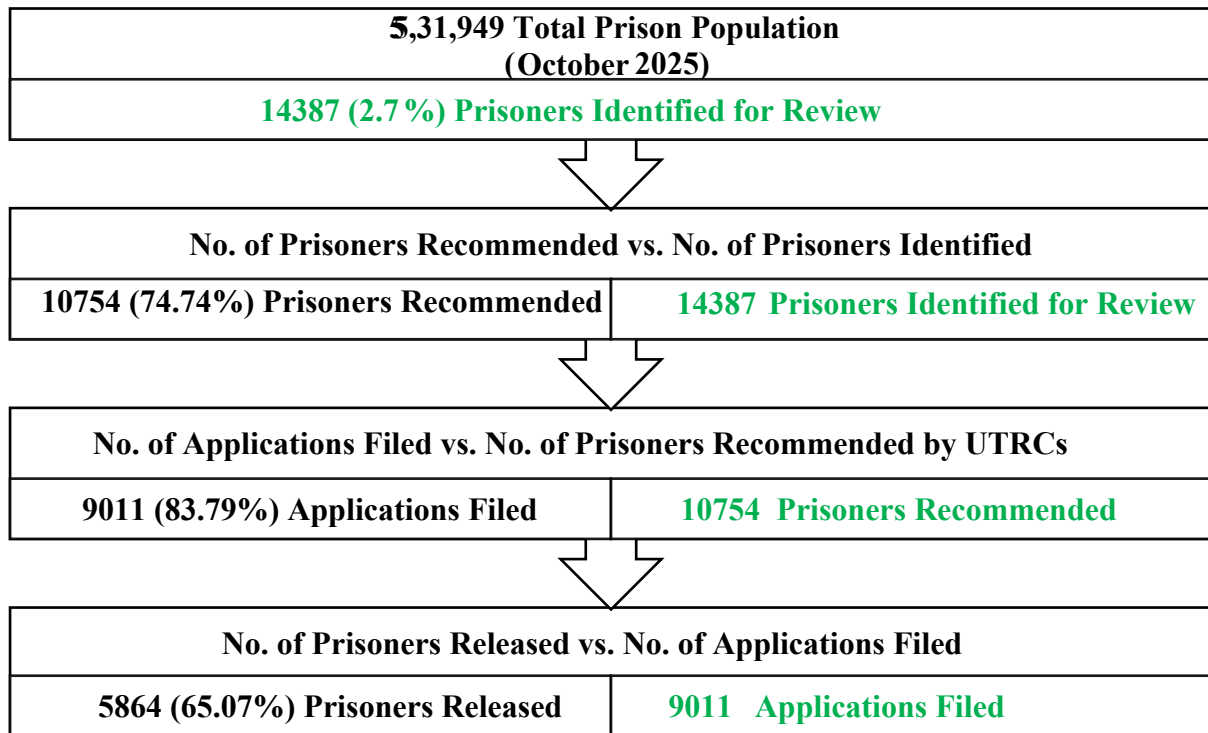 5,31,949 Total Prison Population
(October 2025)
14387 (2.7%) Prisoners Identified for Review
No. of Prisoners Recommended vs. No. of Prisoners Identified
10754 (74.74%) Prisoners Recommended
14387 Prisoners Identified for Review
No. of Applications Filed vs. No. of Prisoners Recommended by UTRCs
9011 (83.79%) Applications Filed
10754 Prisoners Recommended
No. of Prisoners Released vs. No. of Applications Filed
5864 (65.07%) Prisoners Released
9011 Applications Filed